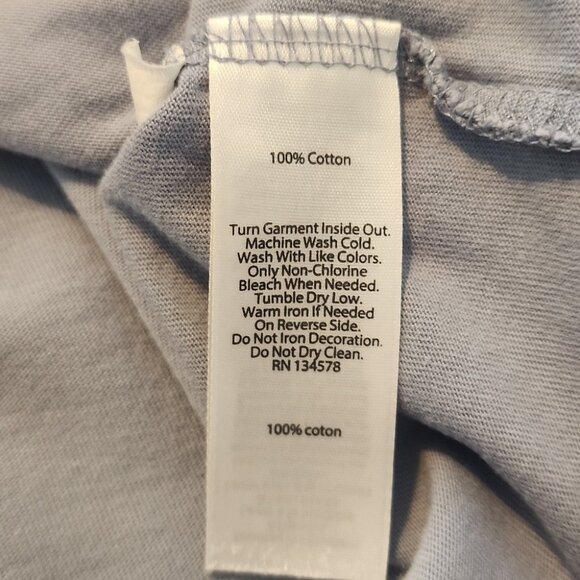 100% Cotton
Turn Garment Inside Out.
Machine Wash Cold.
Wash With Like Colors.
Only Non-Chlorine
Bleach When Needed.
Tumble Dry Low.
Warm Iron If Needed
On Reverse Side.
Do Not Iron Decoration.
Do Not Dry Clean.
RN 134578
100% coton